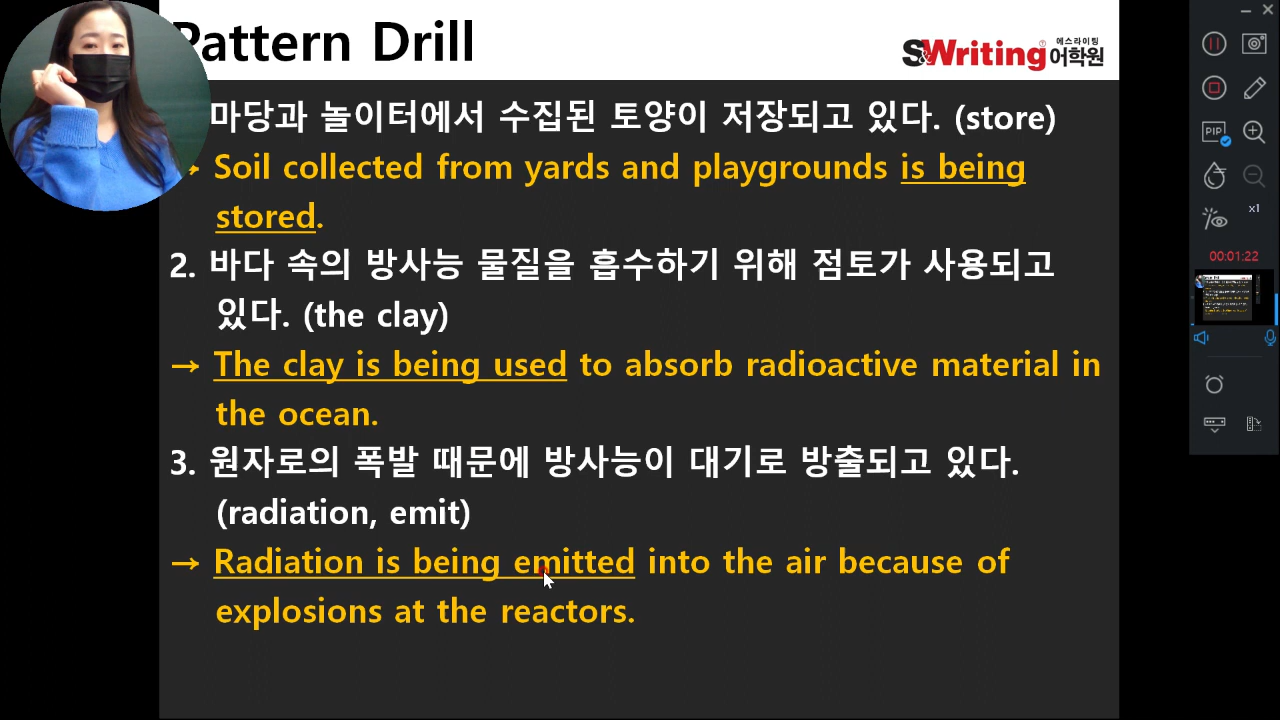 Pattern Drill
S&Writing 에스라이팅 어학원
마당과 놀이터에서 수집된 토양이 저장되고 있다. (store)
Soil collected from yards and playgrounds is being
stored.
2. 바다 속의 방사능 물질을 흡수하기 위해 점토가 사용되고
있다. (the clay)
→ The clay is being used to absorb radioactive material in
the ocean.
3. 원자로의 폭발 때문에 방사능이 대기로 방출되고 있다.
(radiation, emit)
→ Radiation is being emitted into the air because of
explosions at the reactors.
PIP
x1
00:01:22